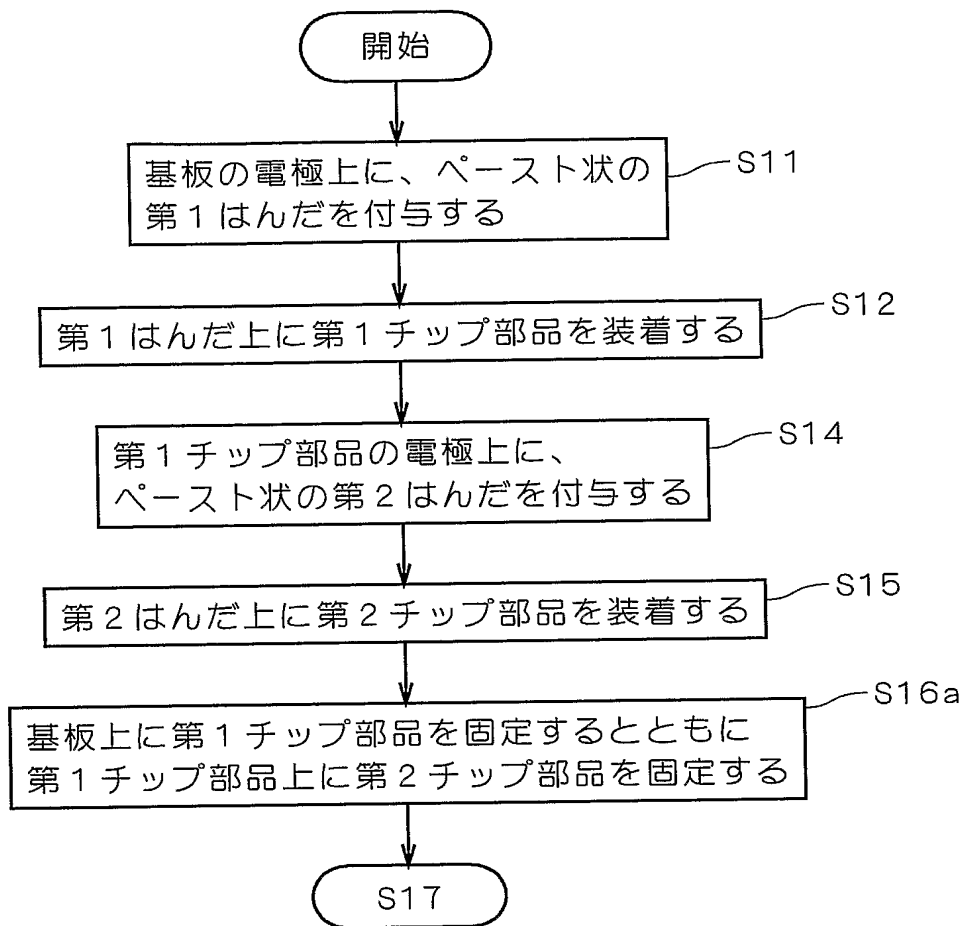 開始
基板の電極上に、ペースト状の
第1はんだを付与する
S11
第1はんだ上に第1チップ部品を装着する
S12
第1チップ部品の電極上に、
ペースト状の第2はんだを付与する
S14
第2はんだ上に第2チップ部品を装着する
S15
基板上に第1チップ部品を固定するとともに
第1チップ部品上に第2チップ部品を固定する
S16a
S17